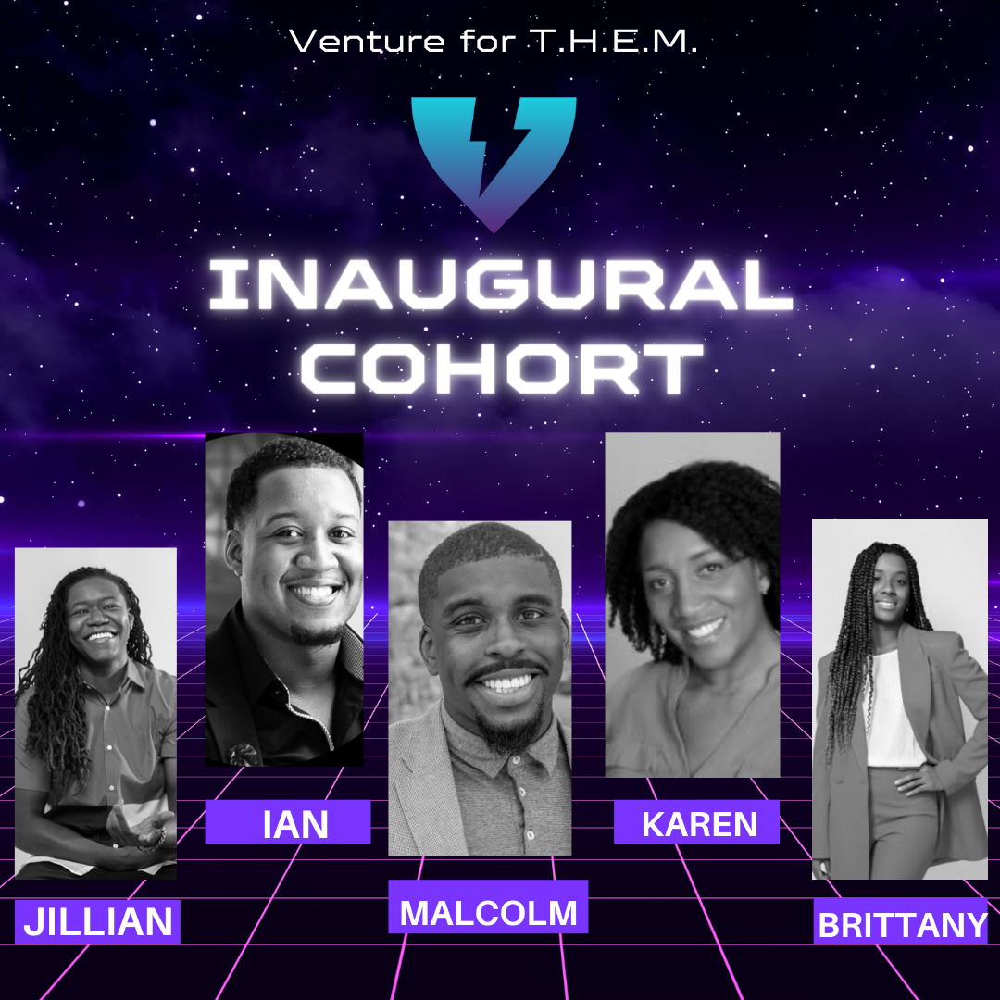 Venture for T.H.E.M.
INAUGURAL
COHORT
JILLIAN
IAN
MALCOLM
KAREN
BRITTANY